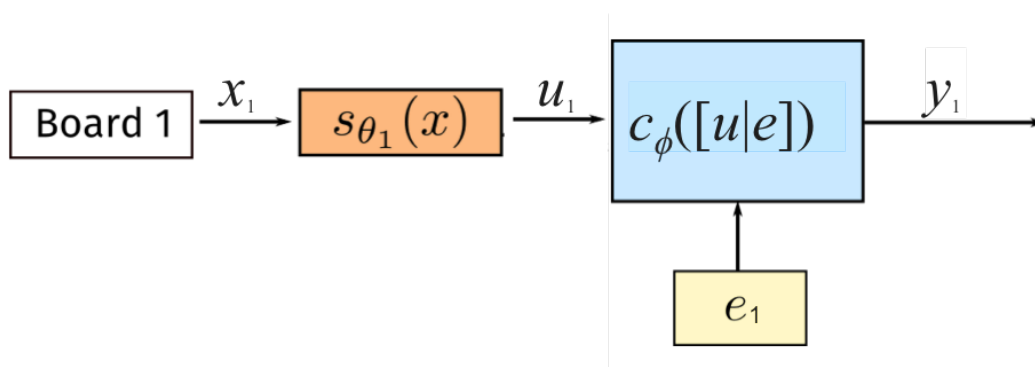 Board 1
x₁
s_θ₁(x)
u₁
c_ϕ([u|e])
y₁
e₁